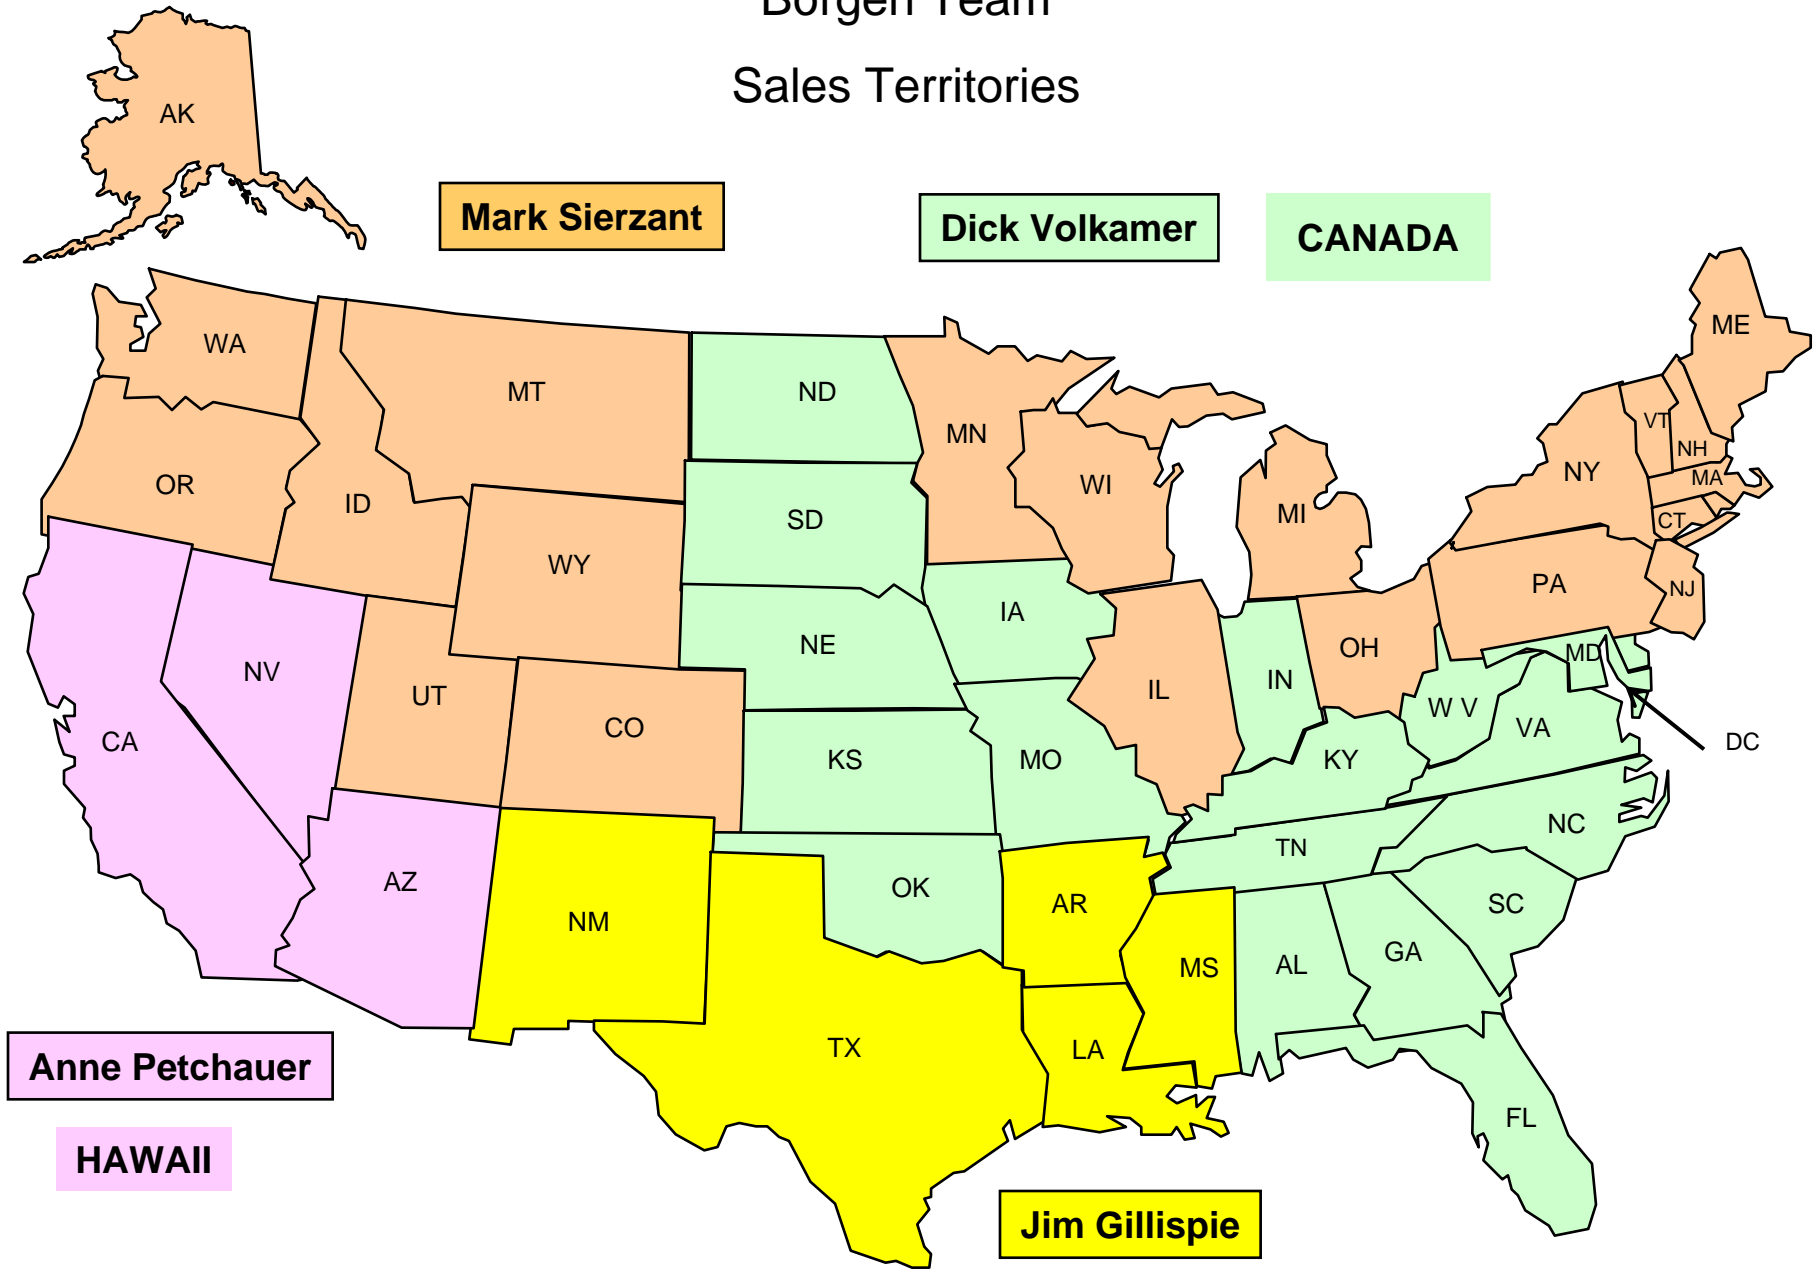 Borgen Team
Sales Territories
AK
Mark Sierzant
Dick Volkamer
CANADA
ME
WA
MT
ND
MN
VT
NH
NY
WI
MA
OR
ID
MI
SD
CT
WY
PA
NJ
IA
NE
OH
MD
NV
IN
UT
IL
W V
CO
VA
CA
DC
KS
MO
KY
NC
TN
AZ
OK
AR
SC
NM
GA
MS
AL
TX
LA
Anne Petchauer
FL
HAWAII
Jim Gillispie